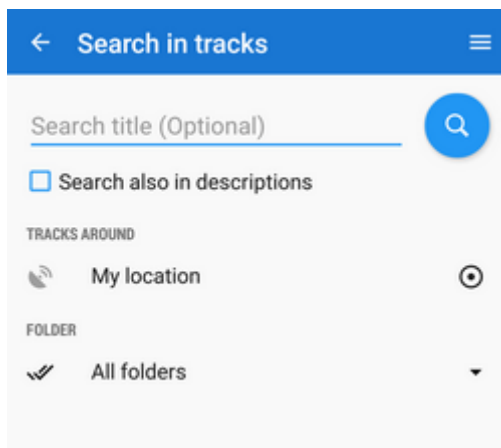 Search in tracks
Search title (Optional)
Search also in descriptions
TRACKS AROUND
My location
FOLDER
All folders